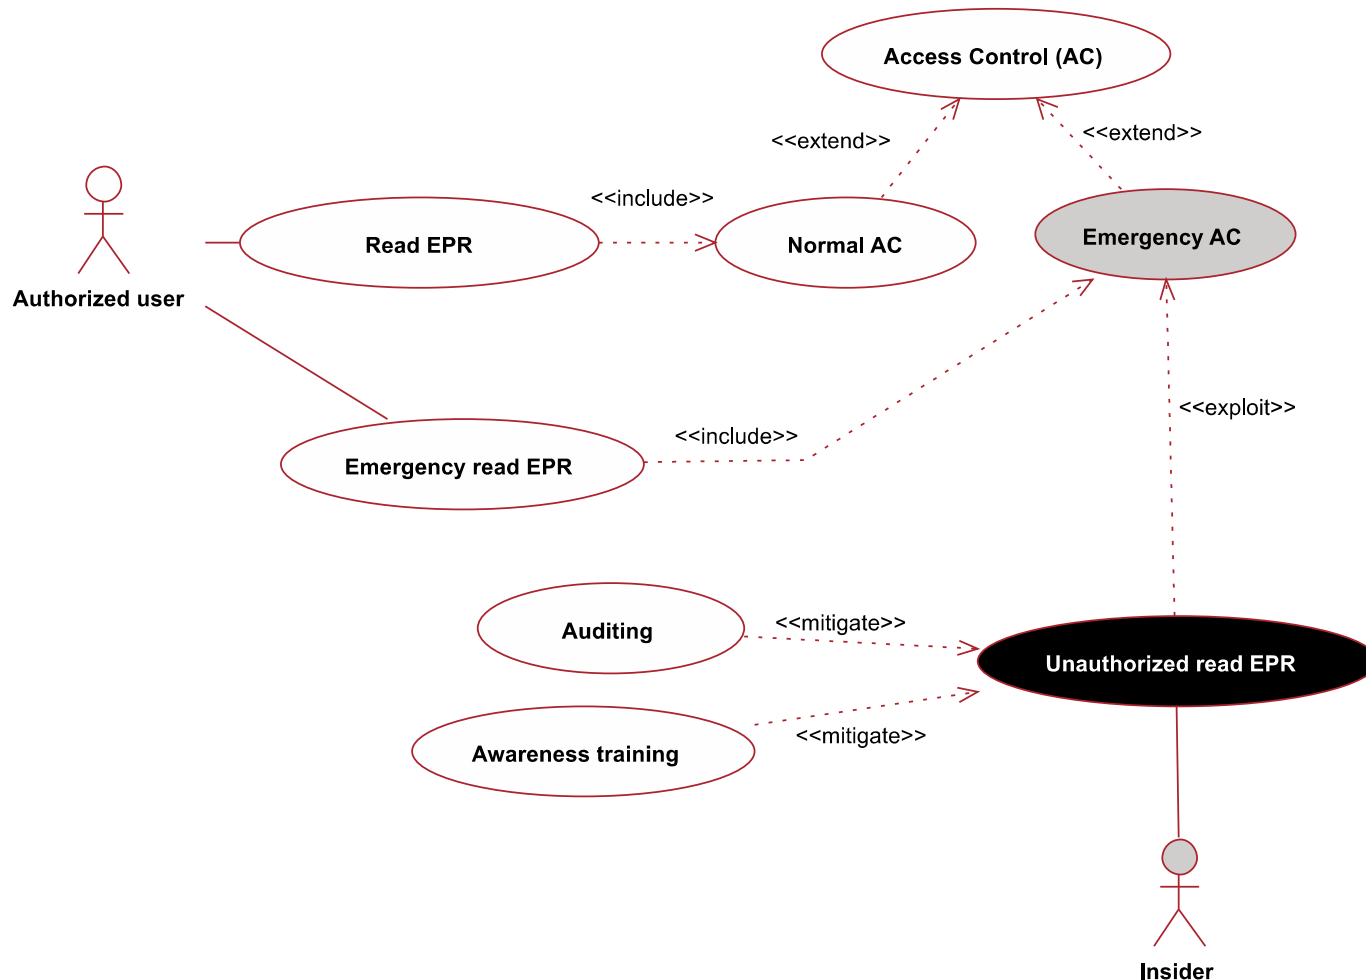 Access Control (AC)
<<extend>>
<<extend>>
<<include>>
Read EPR
Normal AC
Emergency AC
Authorized user
<<exploit>>
<<include>>
Emergency read EPR
<<mitigate>>
Auditing
Unauthorized read EPR
<<mitigate>>
Awareness training
Insider